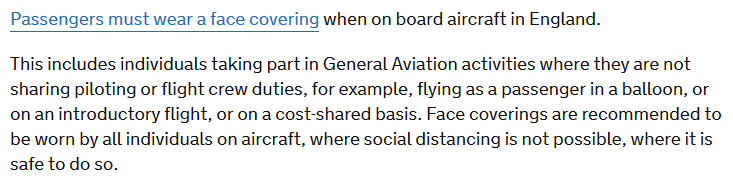 Passengers must wear a face covering when on board aircraft in England.
This includes individuals taking part in General Aviation activities where they are not
sharing piloting or flight crew duties, for example, flying as a passenger in a balloon, or
on an introductory flight, or on a cost-shared basis. Face coverings are recommended to
be worn by all individuals on aircraft, where social distancing is not possible, where it is
safe to do so.